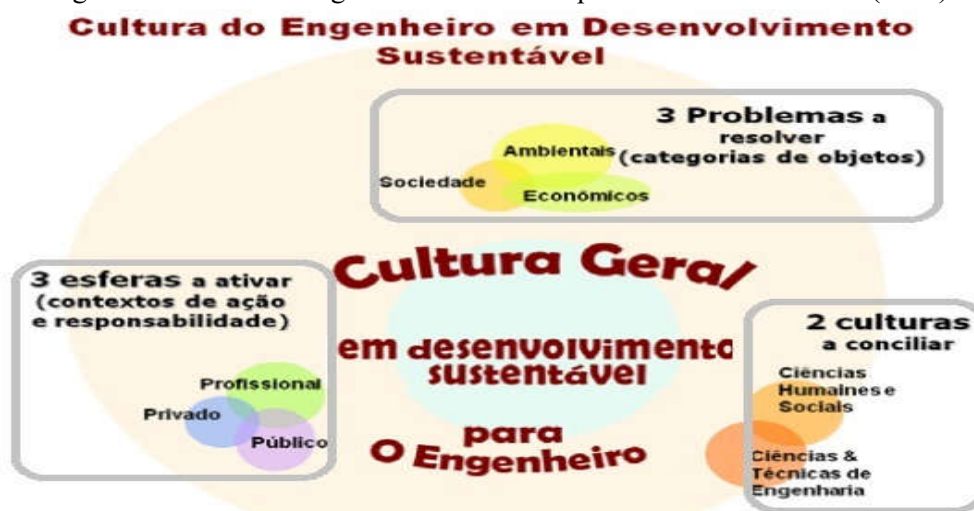 Cultura do Engenheiro em Desenvolvimento
Sustentável
3 Problemas a
resolver
(categorias de objetos)
Ambientais
Sociedade
Económicos
Cultura Geral
em desenvolvimento
sustentável
para
O Engenheiro
3 esferas a ativar
(contextos de ação
e responsabilidade)
Profissional
Privado
Público
2 culturas
a conciliar
Ciências
Humainese
Sociais
Ciências &
Técnicas de
Engenharia